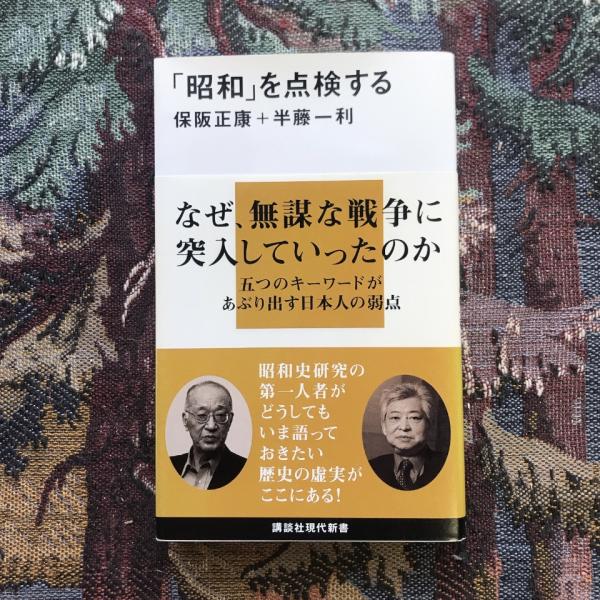 「昭和」を点検する
保阪正康+半藤一利
なぜ、無謀な戦争に
突入していったのか
五つのキーワードが
あぶり出す日本人の弱点
昭和史研究の
第一人者が
どうしても
いま語って
おきたい
歴史の虚実が
ここにある!
講談社現代新書